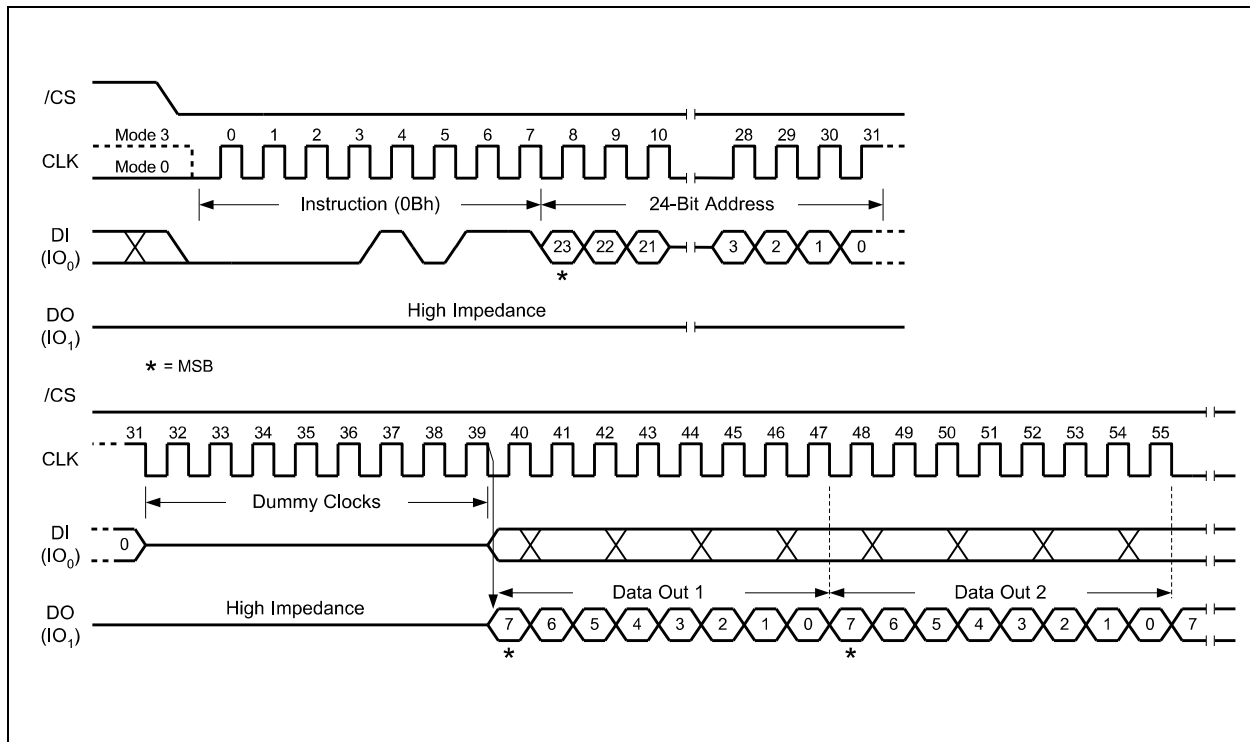 /CS
Mode 3
0 1 2 3 4 5 6 7 8 9 10 28 29 30 31
CLK
Mode 0
Instruction (0Bh) 24-Bit Address
DI
(IO0)
23 22 21 3 2 1 0
*
High Impedance
DO
(IO1)
* = MSB
/CS
31 32 33 34 35 36 37 38 39 40 41 42 43 44 45 46 47 48 49 50 51 52 53 54 55
CLK
Dummy Clocks
DI
(IO0)
0
Data Out 1 Data Out 2
High Impedance
DO
(IO1)
7 6 5 4 3 2 1 0 7 6 5 4 3 2 1 0 7
* *